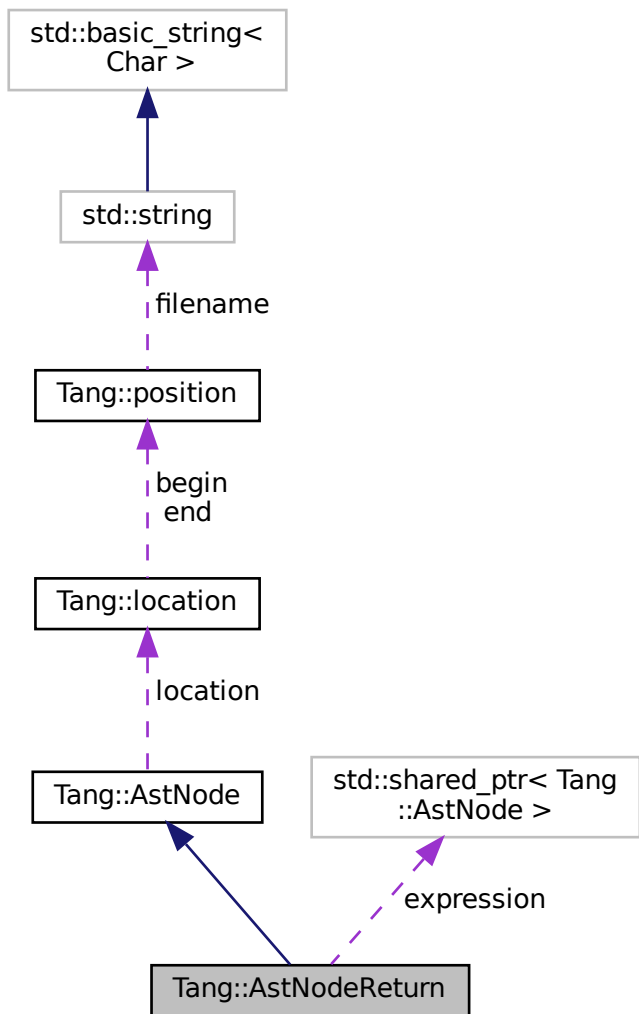 std::basic_string<
Char >
std::string
filename
Tang::position
begin
end
Tang::location
location
Tang::AstNode
std::shared_ptr< Tang
::AstNode >
expression
Tang::AstNodeReturn